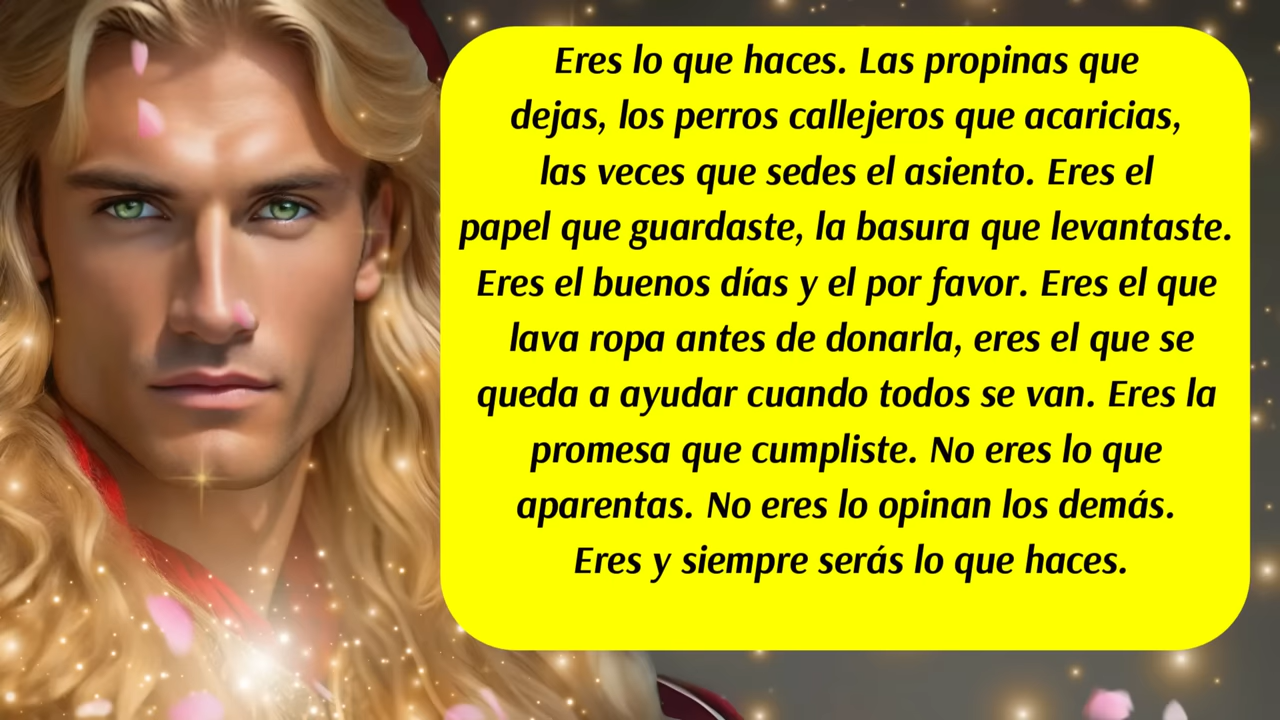 Eres lo que haces. Las propinas que
dejas, los perros callejeros que acaricias,
las veces que sedes el asiento. Eres el
papel que guardaste, la basura que levantaste.
Eres el buenos días y el por favor. Eres el que
lava ropa antes de donarla, eres el que se
queda a ayudar cuando todos se van. Eres la
promesa que cumpliste. No eres lo que
aparentas. No eres lo opinan los demás.
Eres y siempre serás lo que haces.